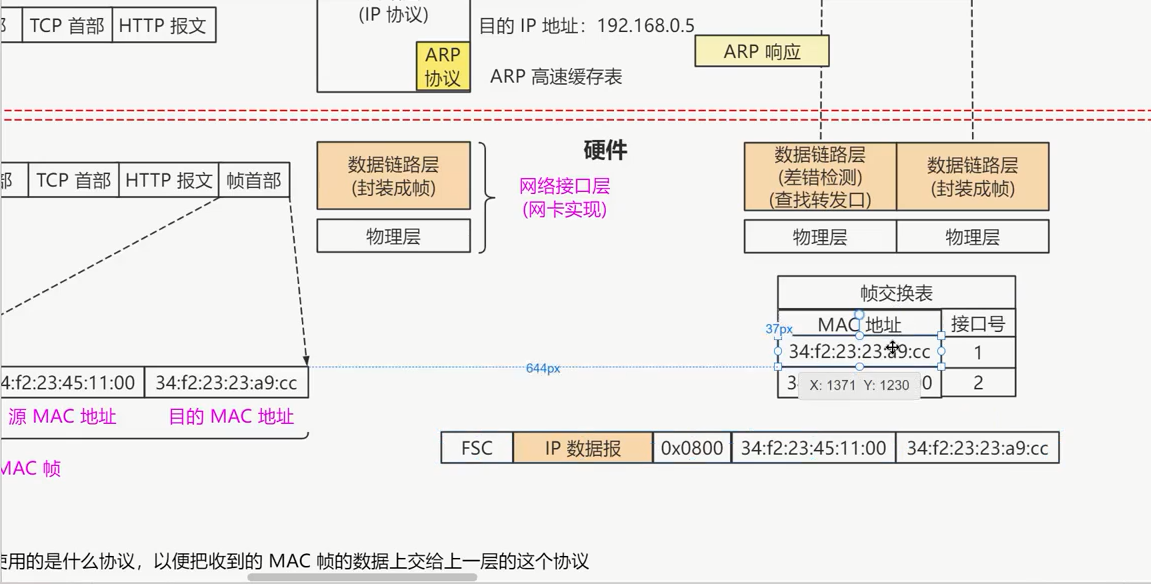 TCP 首部 HTTP 报文
(IP 协议)
目的 IP 地址：192.168.0.5
ARP 响应
ARP
协议
ARP 高速缓存表
硬件
部 TCP 首部 HTTP 报文 帧首部
数据链路层
(封装成帧)
物理层
网络接口层
(网卡实现)
数据链路层
(差错检测)
(查找转发口)
数据链路层
(封装成帧)
物理层 物理层
帧交换表
MAC 地址 接口号
37px
34:f2:23:23:a9:cc 1
644px
3 0 2
X: 1371 Y: 1230
4:f2:23:45:11:00 34:f2:23:23:a9:cc
源 MAC 地址 目的 MAC 地址
MAC 帧
FSC IP 数据报 0x0800 34:f2:23:45:11:00 34:f2:23:23:a9:cc
使用的是什么协议，以便把收到的 MAC 帧的数据上交给上一层的这个协议